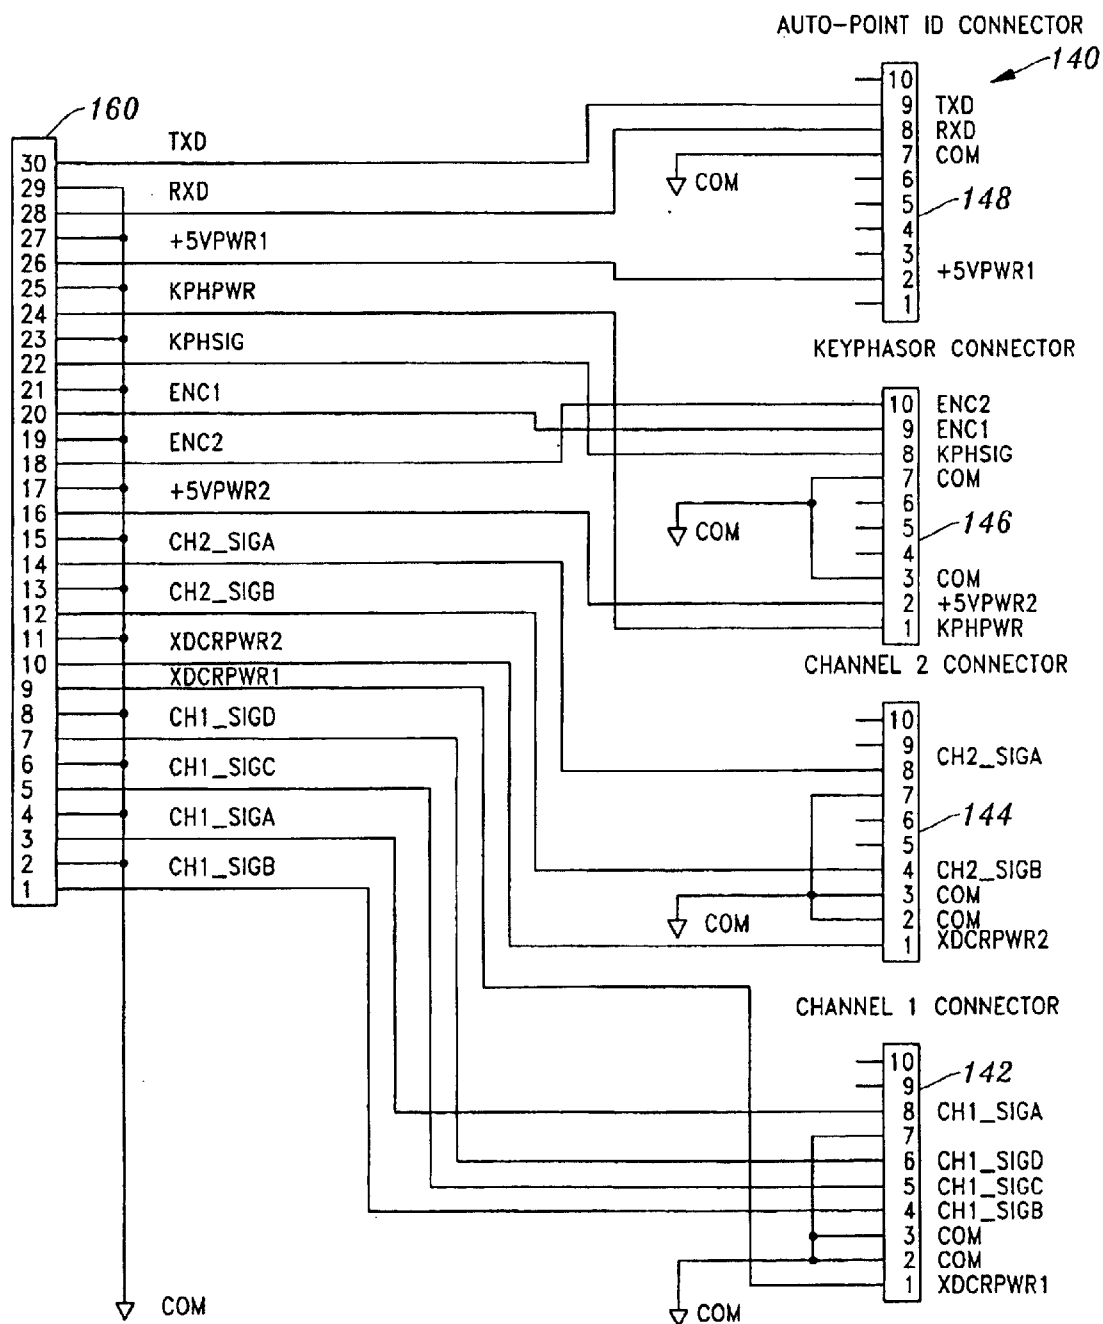 AUTO-POINT ID CONNECTOR
140
10
9 TXD
8 RXD
7 COM
6
5
4
3
2 +5VPWR1
1
148
COM
160
30
29
28
27
26
25
24
23
22
21
20
19
18
17
16
15
14
13
12
11
10
9
8
7
6
5
4
3
2
1
TXD
RXD
+5VPWR1
KPHPWR
KPHSIG
ENC1
ENC2
+5VPWR2
CH2_SIGA
CH2_SIGB
XDCRPWR2
XDCRPWR1
CH1_SIGD
CH1_SIGC
CH1_SIGA
CH1_SIGB
COM
KEYPHASOR CONNECTOR
10 ENC2
9 ENC1
8 KPHSIG
7 COM
6
5
4
3 COM
2 +5VPWR2
1 KPHPWR
146
COM
CHANNEL 2 CONNECTOR
10
9
8 CH2_SIGA
7
6
5
4 CH2_SIGB
3 COM
2 COM
1 XDCRPWR2
144
COM
CHANNEL 1 CONNECTOR
10
9
8 CH1_SIGA
7
6 CH1_SIGD
5 CH1_SIGC
4 CH1_SIGB
3 COM
2 COM
1 XDCRPWR1
142
COM